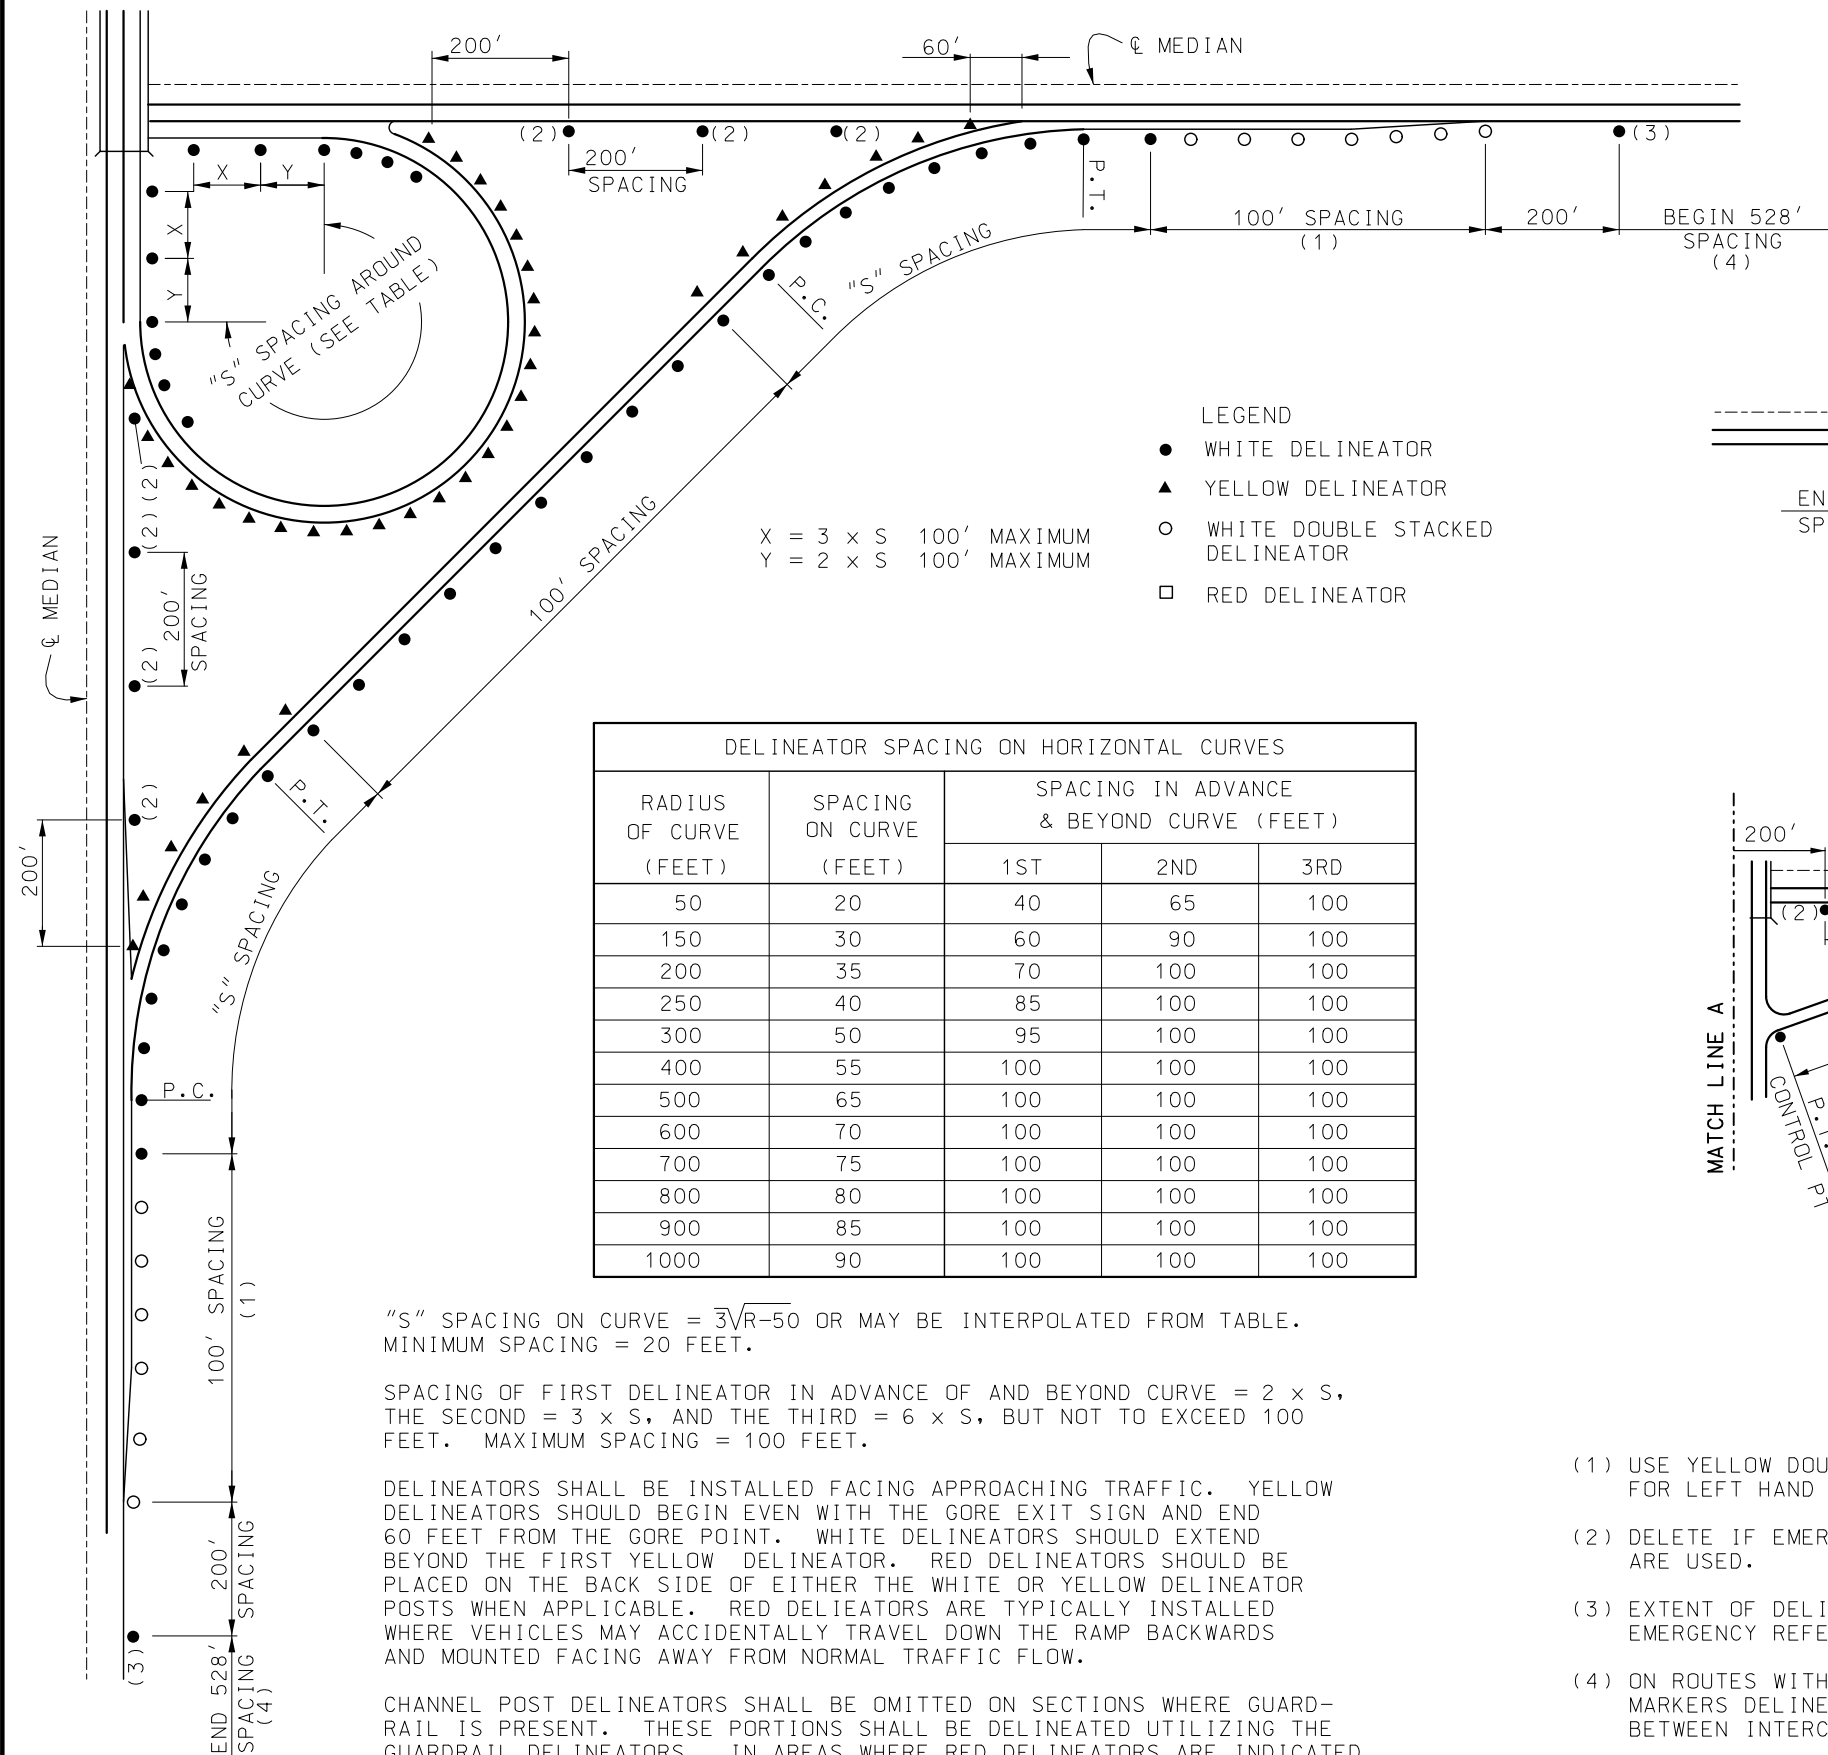 200′
60′
℄ MEDIAN
(2)
(2)
(2)
(3)
X
Y
200′
SPACING
P.T.
100′ SPACING
(1)
200′
BEGIN 528′
SPACING
(4)
X
Y
"S" SPACING AROUND
CURVE (SEE TABLE)
P.C.
"S" SPACING
LEGEND
WHITE DELINEATOR
YELLOW DELINEATOR
WHITE DOUBLE STACKED
DELINEATOR
RED DELINEATOR
EN
SP
X = 3 x S 100′ MAXIMUM
Y = 2 x S 100′ MAXIMUM
(2)
(2)
℄ MEDIAN
200′
SPACING
(2)
100′ SPACING
(2)
200′
P.T.
"S" SPACING
P.C.
100′ SPACING
(1)
200′
SPACING
(3)
END 528′
SPACING
(4)
DELINEATOR SPACING ON HORIZONTAL CURVES
RADIUS OF CURVE (FEET) SPACING ON CURVE (FEET) SPACING IN ADVANCE & BEYOND CURVE (FEET)
1ST 2ND 3RD
50 20 40 65 100
150 30 60 90 100
200 35 70 100 100
250 40 85 100 100
300 50 95 100 100
400 55 100 100 100
500 65 100 100 100
600 70 100 100 100
700 75 100 100 100
800 80 100 100 100
900 85 100 100 100
1000 90 100 100 100
200′
(2)
MATCH LINE A
P.T.
CONTROL PT
"S" SPACING ON CURVE = 3√R-50 OR MAY BE INTERPOLATED FROM TABLE.
MINIMUM SPACING = 20 FEET.
SPACING OF FIRST DELINEATOR IN ADVANCE OF AND BEYOND CURVE = 2 x S,
THE SECOND = 3 x S, AND THE THIRD = 6 x S, BUT NOT TO EXCEED 100
FEET. MAXIMUM SPACING = 100 FEET.
DELINEATORS SHALL BE INSTALLED FACING APPROACHING TRAFFIC. YELLOW
DELINEATORS SHOULD BEGIN EVEN WITH THE GORE EXIT SIGN AND END
60 FEET FROM THE GORE POINT. WHITE DELINEATORS SHOULD EXTEND
BEYOND THE FIRST YELLOW DELINEATOR. RED DELINEATORS SHOULD BE
PLACED ON THE BACK SIDE OF EITHER THE WHITE OR YELLOW DELINEATOR
POSTS WHEN APPLICABLE. RED DELIEATORS ARE TYPICALLY INSTALLED
WHERE VEHICLES MAY ACCIDENTALLY TRAVEL DOWN THE RAMP BACKWARDS
AND MOUNTED FACING AWAY FROM NORMAL TRAFFIC FLOW.
CHANNEL POST DELINEATORS SHALL BE OMITTED ON SECTIONS WHERE GUARD-
RAIL IS PRESENT. THESE PORTIONS SHALL BE DELINEATED UTILIZING THE
GUARDRAIL DELINEATORS. IN AREAS WHERE RED DELINEATORS ARE INDICATED
(1) USE YELLOW DOU
FOR LEFT HAND
(2) DELETE IF EMER
ARE USED.
(3) EXTENT OF DELI
EMERGENCY REFE
(4) ON ROUTES WITH
MARKERS DELINE
BETWEEN INTERC